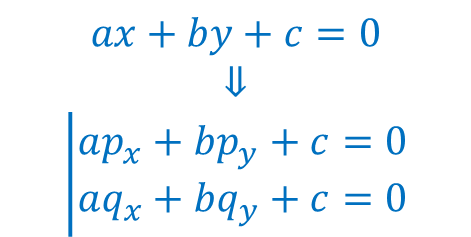 ax + by + c = 0
⇓
ap_x + bp_y + c = 0
aq_x + bq_y + c = 0